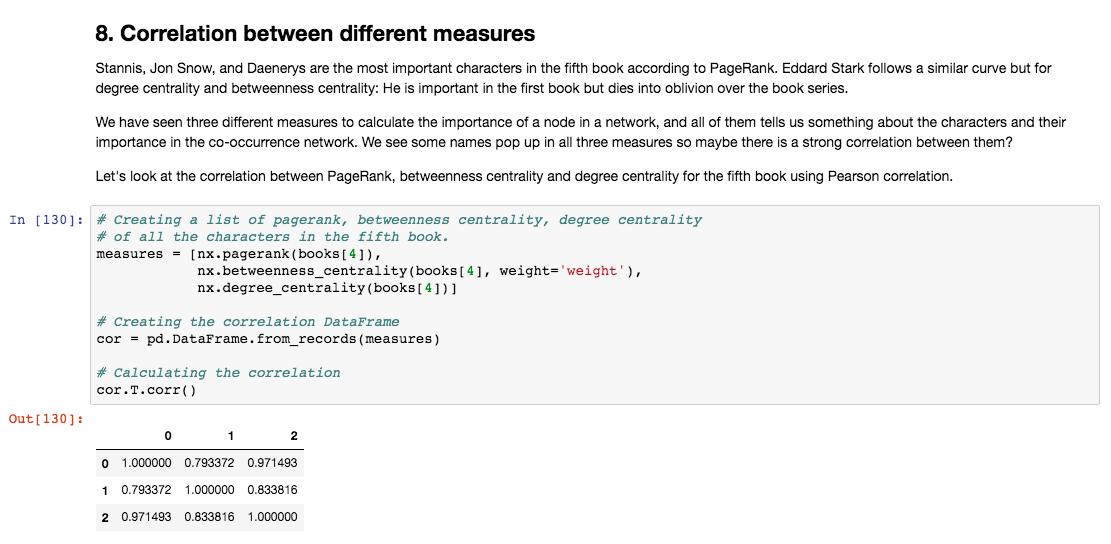 8. Correlation between different measures
Stannis, Jon Snow, and Daenerys are the most important characters in the fifth book according to PageRank. Eddard Stark follows a similar curve but for
degree centrality and betweenness centrality: He is important in the first book but dies into oblivion over the book series.
We have seen three different measures to calculate the importance of a node in a network, and all of them tells us something about the characters and their
importance in the co-occurrence network. We see some names pop up in all three measures so maybe there is a strong correlation between them?
Let's look at the correlation between PageRank, betweenness centrality and degree centrality for the fifth book using Pearson correlation.
In [130]: # Creating a list of pagerank, betweenness centrality, degree centrality
# of all the characters in the fifth book.
measures = [nx.pagerank(books[4]),
nx.betweenness_centrality(books[4], weight='weight'),
nx.degree_centrality(books[4])]
# Creating the correlation DataFrame
cor = pd.DataFrame.from_records(measures)
# Calculating the correlation
cor.T.corr()
Out[130]:
0 1 2
0 1.000000 0.793372 0.971493
1 0.793372 1.000000 0.833816
2 0.971493 0.833816 1.000000